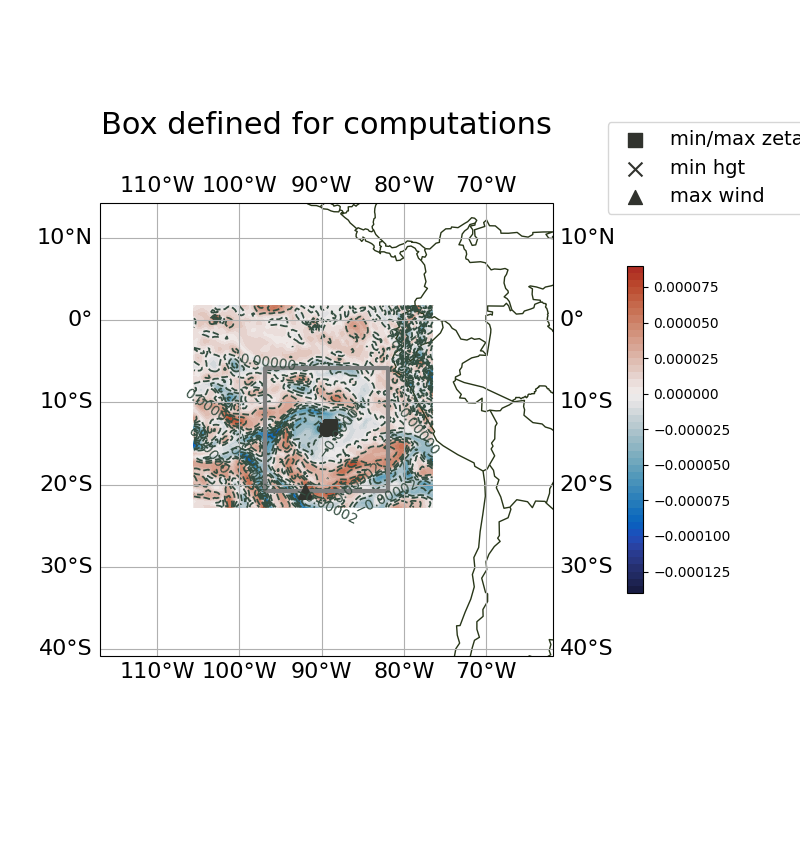 Box defined for computations
min/max zeta
min hgt
max wind
110°W 100°W 90°W 80°W 70°W
10°N 10°N
0.000075
0.000050
0° 0°
0.000025
0.00000
0.000000
10°S 10°S
−0.000025
−0.000050
20°S 20°S
−0.000075
−0.000100
30°S 30°S
−0.000125
40°S 40°S
110°W 100°W 90°W 80°W 70°W